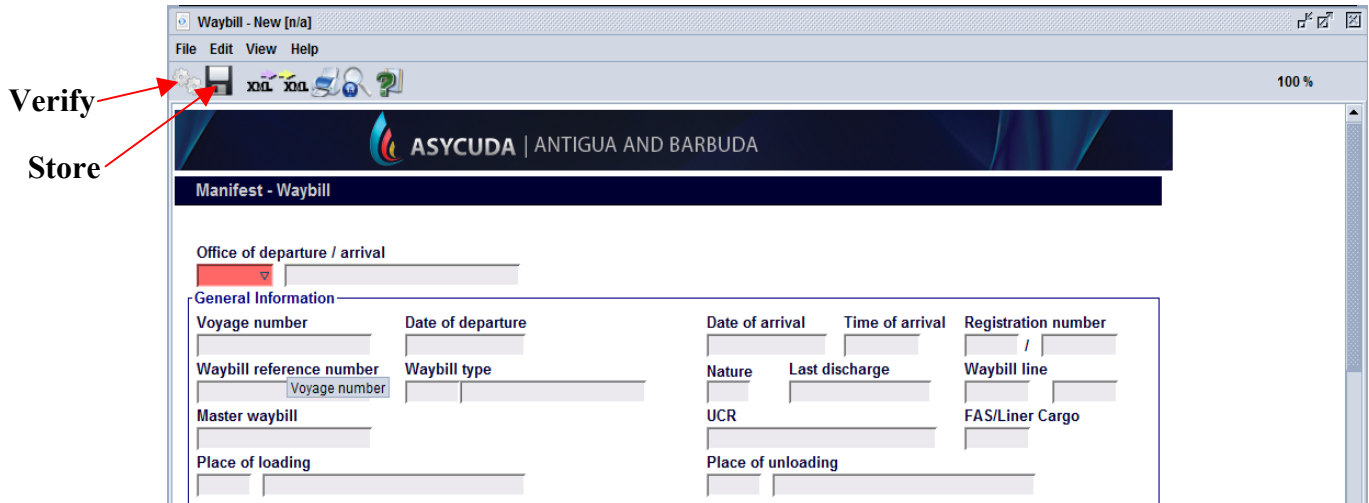 Waybill - New [n/a]
File Edit View Help
Verify
xml xml
100 %
Store
ASYCUDA | ANTIGUA AND BARBUDA
Manifest - Waybill
Office of departure / arrival
General Information
Voyage number Date of departure Date of arrival Time of arrival Registration number
/
Waybill reference number Waybill type Nature Last discharge Waybill line
Voyage number
Master waybill UCR FAS/Liner Cargo
Place of loading Place of unloading